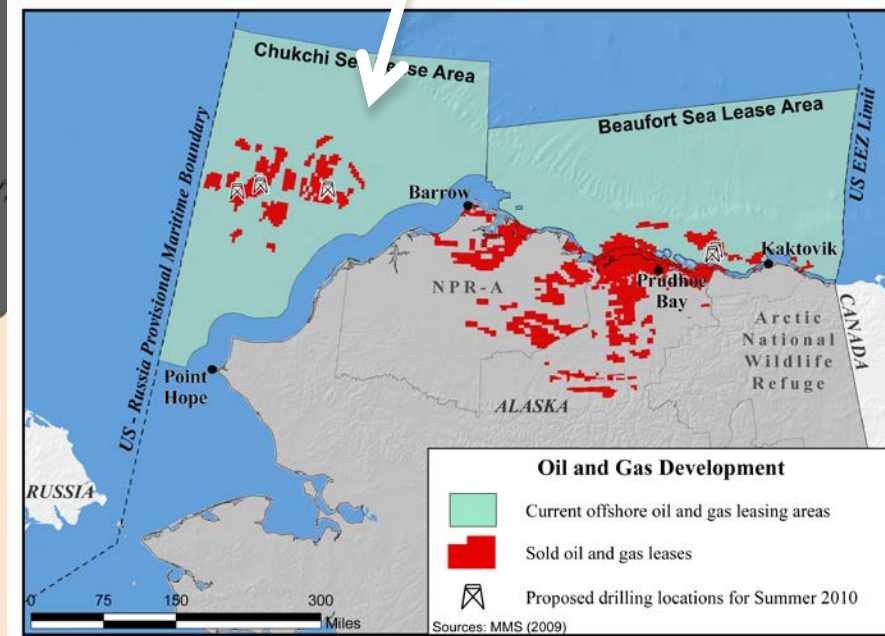 Chukchi Sea Lease Area
Beaufort Sea Lease Area
US - Russia Provisional Maritime Boundary
US EEZ Limit
Barrow
Kaktovik
NPR-A
Prudhoe
Bay
Arctic
National
Wildlife
Refuge
CANADA
Point
Hope
ALASKA
RUSSIA
Oil and Gas Development
Current offshore oil and gas leasing areas
Sold oil and gas leases
Proposed drilling locations for Summer 2010
0 75 150 300
Miles
Sources: MMS (2009)